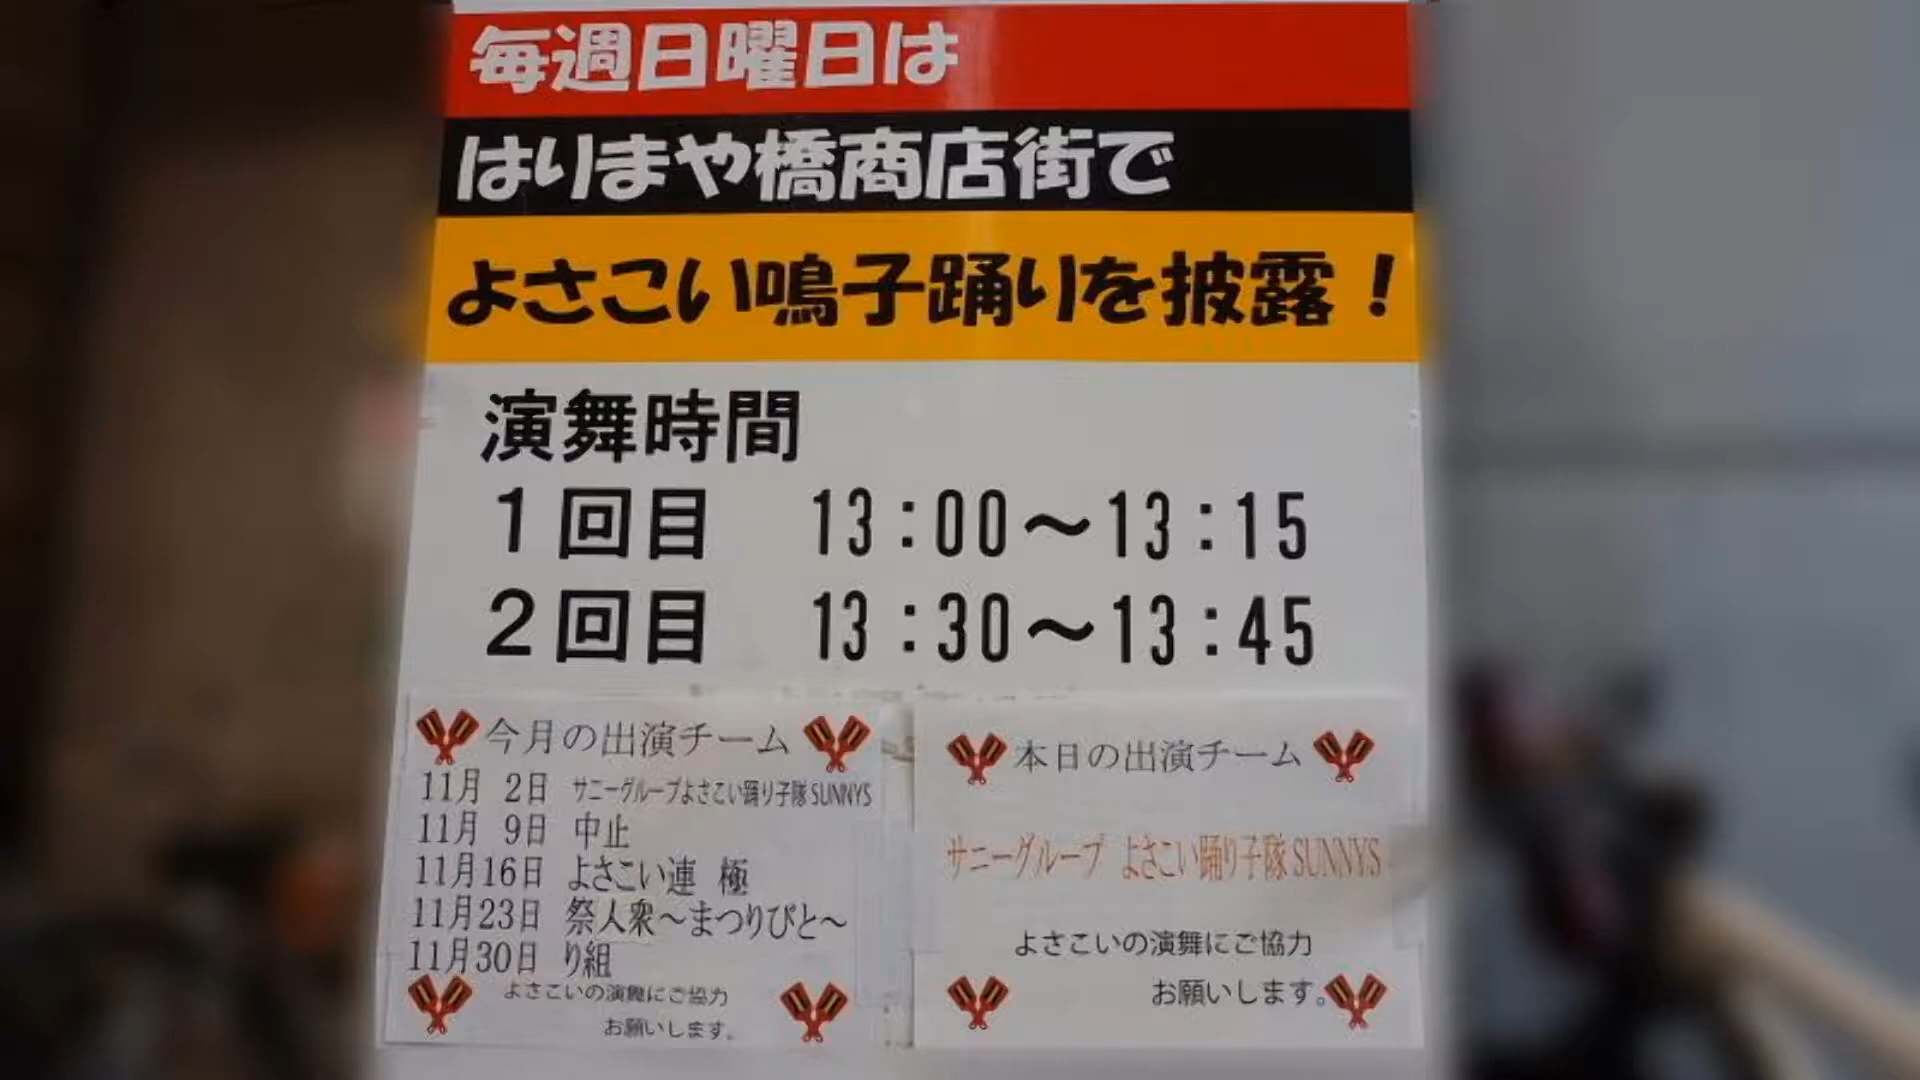 毎週日曜日は
はりまや橋商店街で
よさこい鳴子踊りを披露！
演舞時間
１回目 13：00～13：15
２回目 13：30～13：45
今月の出演チーム
11月 2日 サニーグループよさこい踊り子隊SUNNYS
11月 9日 中止
11月16日 よさこい連 極
11月23日 祭人衆～まつりびと～
11月30日 り組
よさこいの演舞にご協力
お願いします。
本日の出演チーム
サニーグループ よさこい踊り子隊SUNNYS
よさこいの演舞にご協力
お願いします。